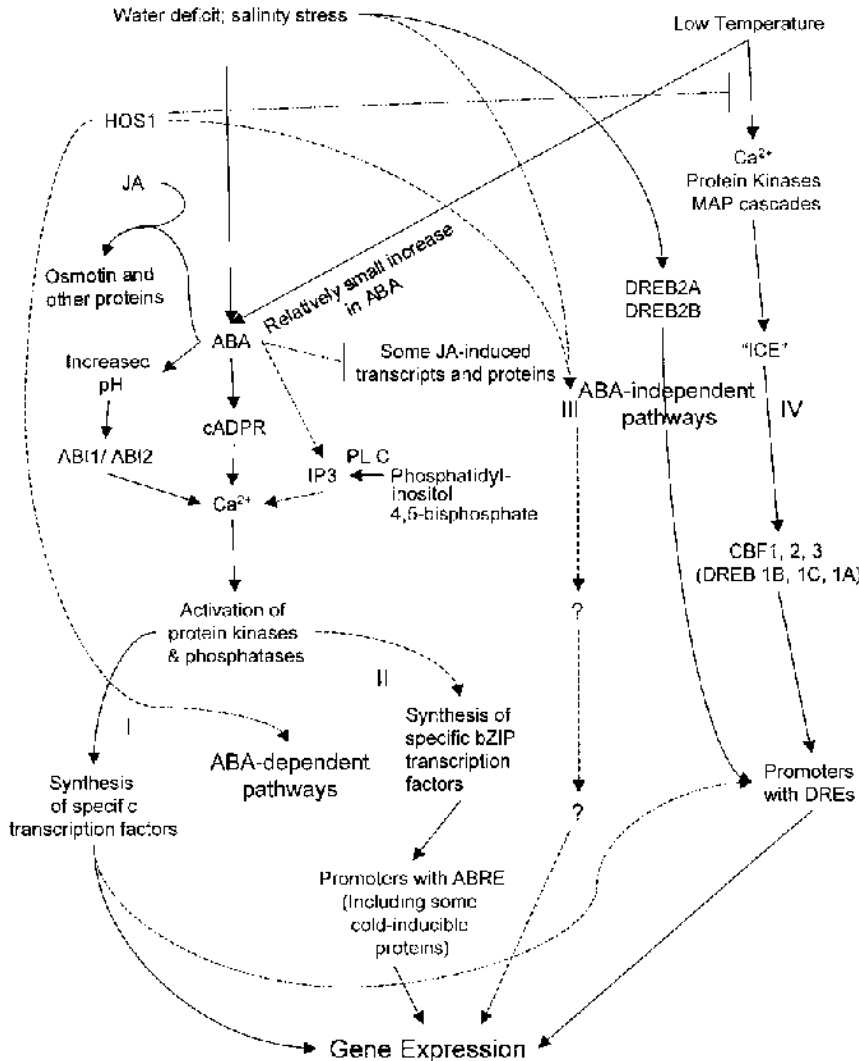 Water deficit; salinity stress
Low Temperature
HOS1
JA
Ca²⁺
Protein Kinases
MAP cascades
Osmotin and
other proteins
Relatively small increase
in ABA
DREB2A
DREB2B
ABA
Increased
pH
Some JA-induced
transcripts and proteins
"ICE"
III
ABA-independent
pathways
IV
cADPR
ABI1/ ABI2
IP3
PL C
Phosphatidyl-
inositol
4,5-bisphosphate
Ca²⁺
CBF1, 2, 3
(DREB 1B, 1C, 1A)
Activation of
protein kinases
& phosphatases
?
II
I
Synthesis of
specific bZIP
transcription
factors
ABA-dependent
pathways
Synthesis
of specific
transcription factors
Promoters
with DREs
?
Promoters with ABRE
(Including some
cold-inducible
proteins)
Gene Expression